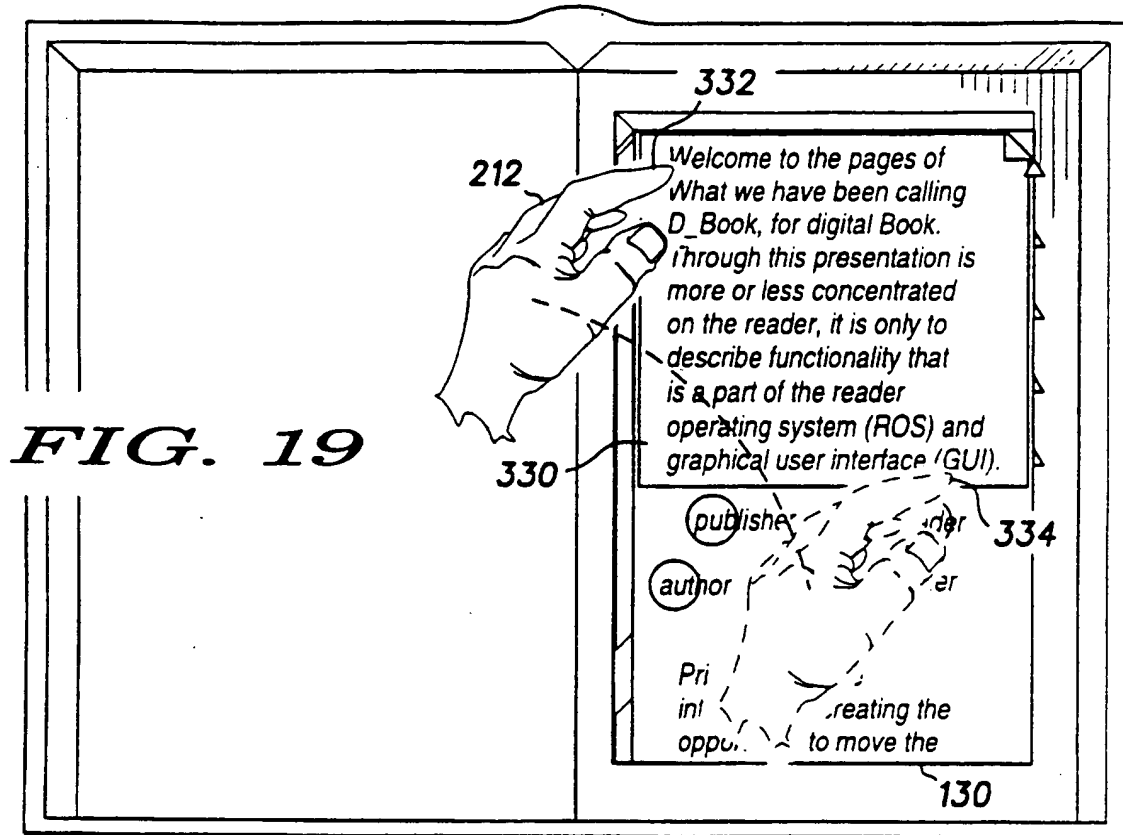 332
212
Welcome to the pages of
What we have been calling
D_Book, for digital Book.
Through this presentation is
more or less concentrated
on the reader, it is only to
describe functionality that
is a part of the reader
operating system (ROS) and
graphical user interface (GUI).
FIG. 19
330
334
publisher
author
reating the
to move the
130